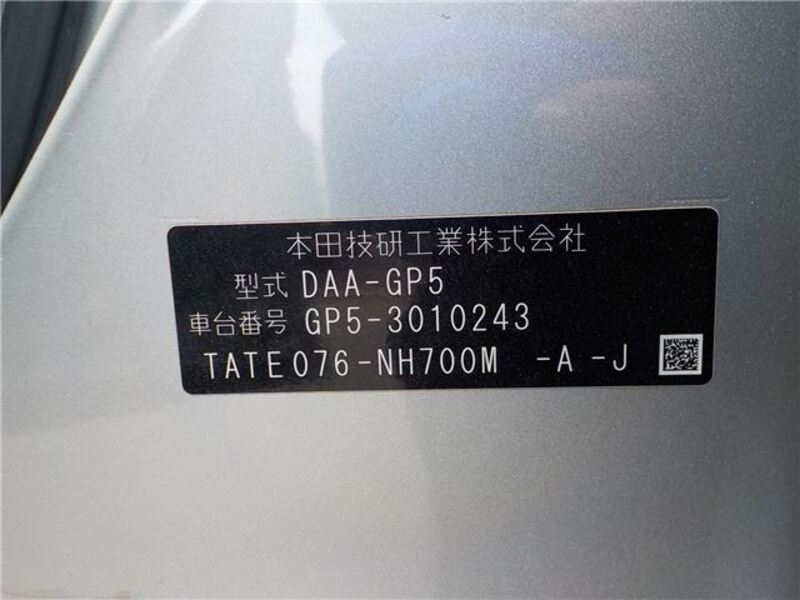 本田技研工業株式会社
型式 DAA-GP5
車台番号 GP5-3010243
TATE076-NH700M -A -J